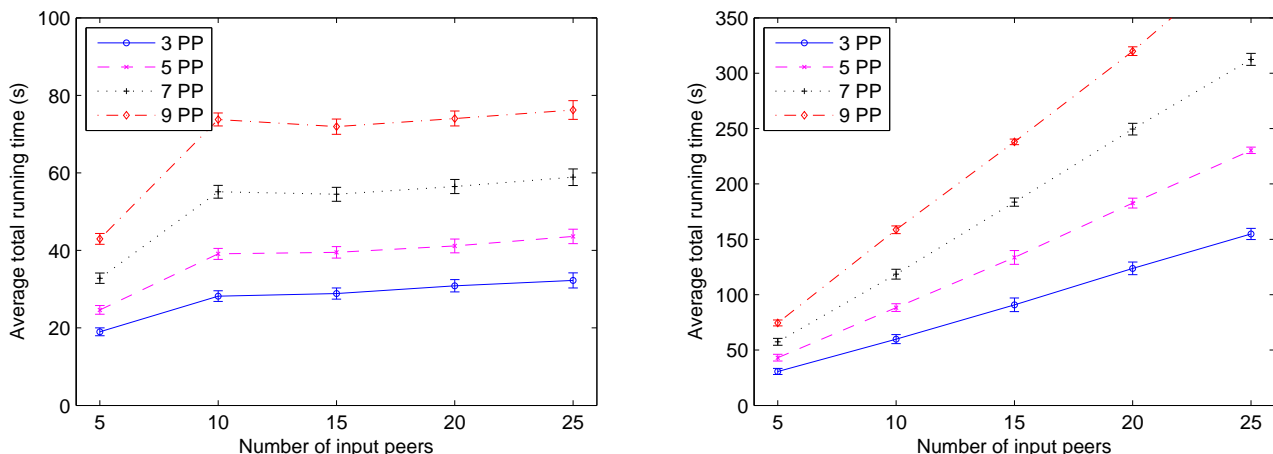 100
80
60
40
20
0
Average total running time (s)
3 PP
5 PP
7 PP
9 PP
5 10 15 20 25
Number of input peers
350
300
250
200
150
100
50
0
Average total running time (s)
3 PP
5 PP
7 PP
9 PP
5 10 15 20 25
Number of input peers